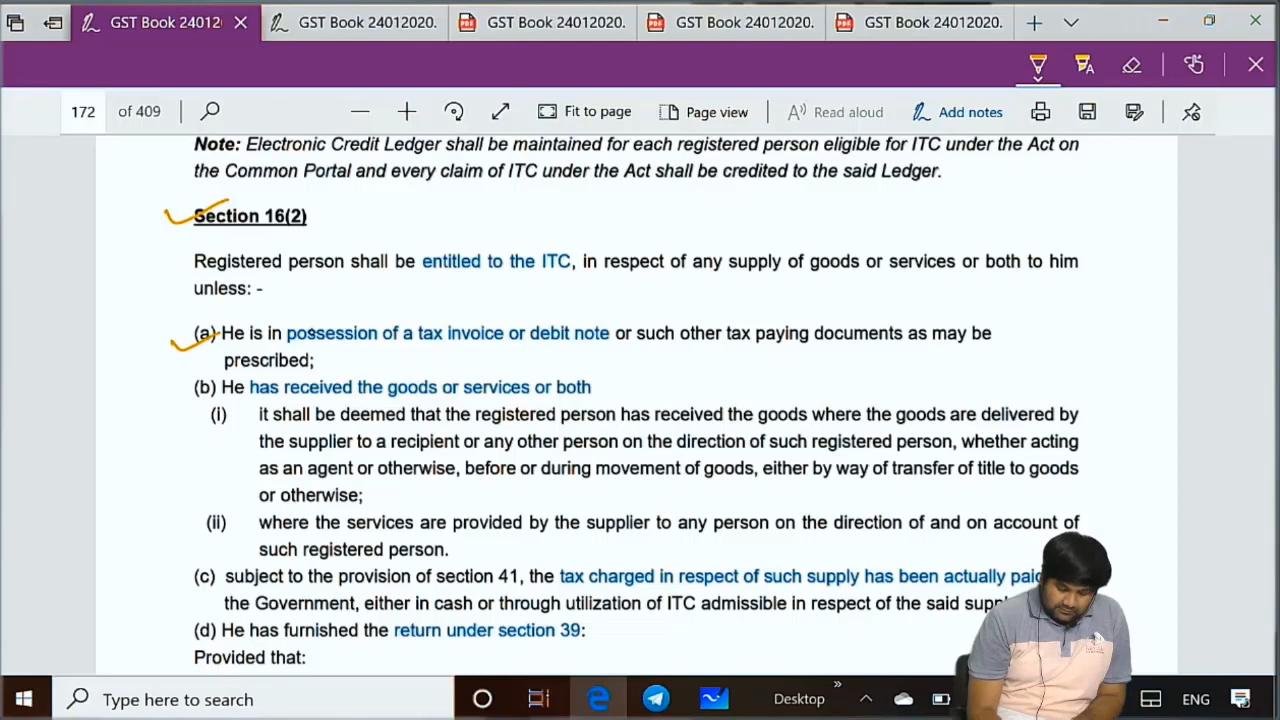 GST Book 24012
GST Book 24012020.
GST Book 24012020.
GST Book 24012020.
GST Book 24012020.
172 of 409
Fit to page
Page view
Read aloud
Add notes
Note: Electronic Credit Ledger shall be maintained for each registered person eligible for ITC under the Act on
the Common Portal and every claim of ITC under the Act shall be credited to the said Ledger.
Section 16(2)
Registered person shall be entitled to the ITC, in respect of any supply of goods or services or both to him
unless: -
(a) He is in possession of a tax invoice or debit note or such other tax paying documents as may be
prescribed;
(b) He has received the goods or services or both
(i) it shall be deemed that the registered person has received the goods where the goods are delivered by
the supplier to a recipient or any other person on the direction of such registered person, whether acting
as an agent or otherwise, before or during movement of goods, either by way of transfer of title to goods
or otherwise;
(ii) where the services are provided by the supplier to any person on the direction of and on account of
such registered person.
(c) subject to the provision of section 41, the tax charged in respect of such supply has been actually
the Government, either in cash or through utilization of ITC admissible in respect of the said
(d) He has furnished the return under section 39:
Provided that:
Type here to search
Desktop
ENG